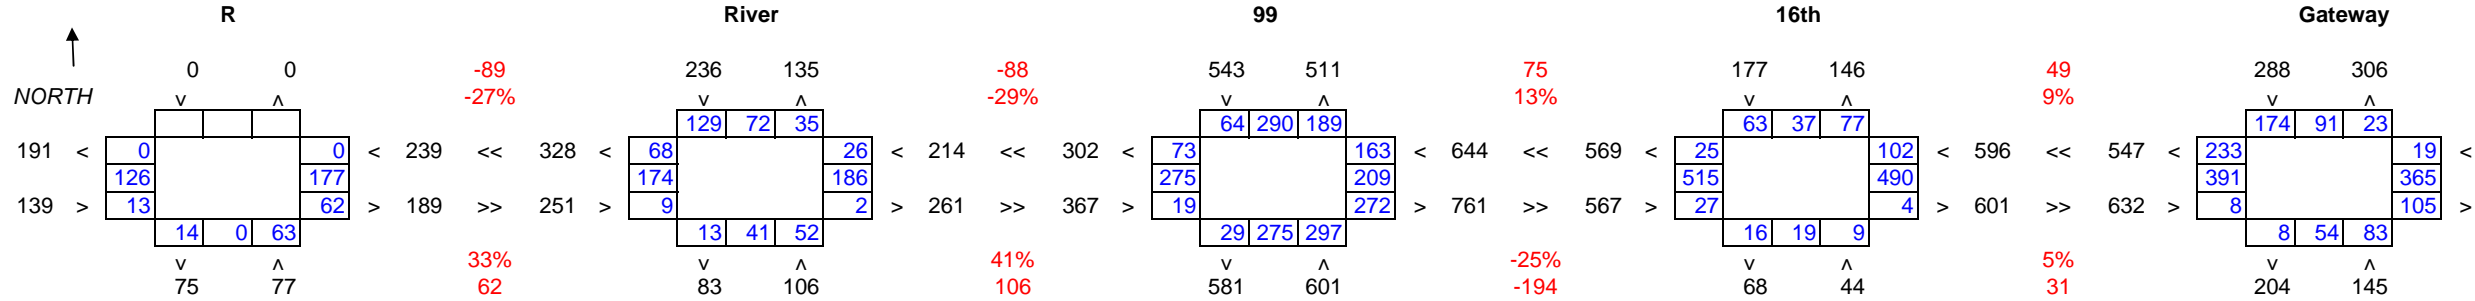 R River 99 16th Gateway
0 0 -89 236 135 -88 543 511 75 177 146 49 288 306
NORTH v ʌ -27% v ʌ -29% v ʌ 13% v ʌ 9% v ʌ
129 72 35 64 290 189 63 37 77 174 91 23
191 < 0 0 < 239 << 328 < 68 26 < 214 << 302 < 73 163 < 644 << 569 < 25 102 < 596 << 547 < 233 19 <
126 177 174 186 275 209 515 490 391 365
139 > 13 62 > 189 >> 251 > 9 2 > 261 >> 367 > 19 272 > 761 >> 567 > 27 4 > 601 >> 632 > 8 105 >
14 0 63 13 41 52 29 275 297 16 19 9 8 54 83
v ʌ 33% v ʌ 41% v ʌ -25% v ʌ 5% v ʌ
75 77 62 83 106 106 581 601 -194 68 44 31 204 145